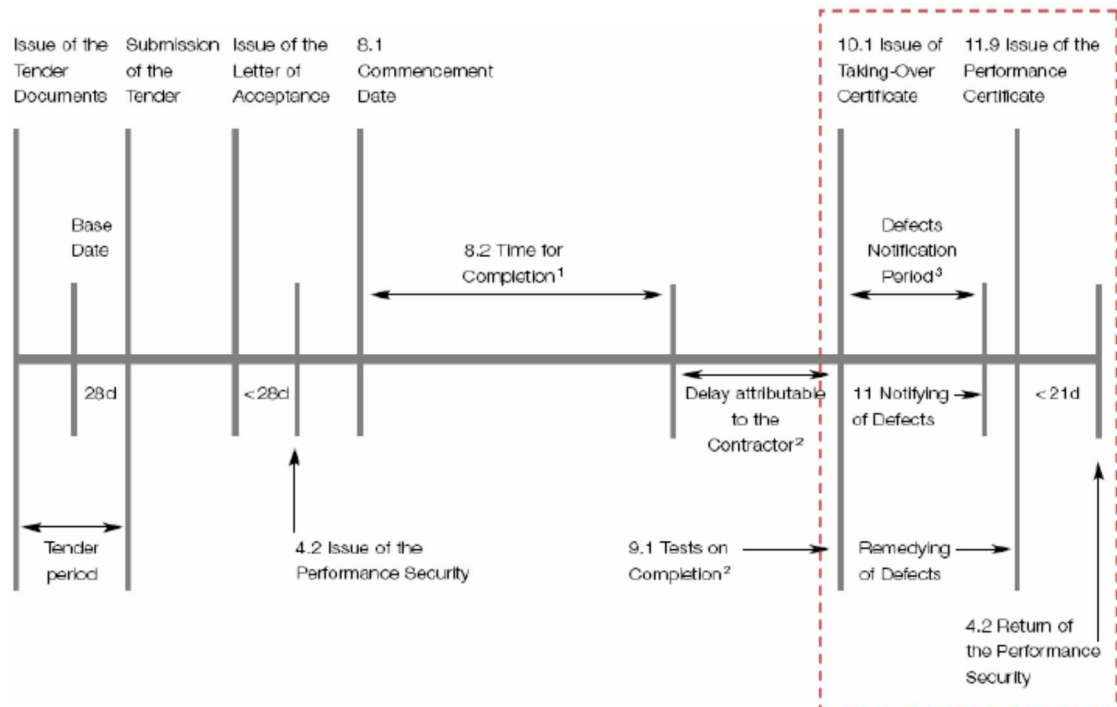 Issue of the
Tender
Documents
Submission
of the
Tender
Issue of the
Letter of
Acceptance
8.1
Commencement
Date
10.1 Issue of
Taking-Over
Certificate
11.9 Issue of the
Performance
Certificate
Base
Date
8.2 Time for
Completion¹
Defects
Notification
Period³
28d
<28d
Delay attributable
to the
Contractor²
11 Notifying
of Defects
<21d
Tender
period
4.2 Issue of the
Performance Security
9.1 Tests on
Completion²
Remedying
of Defects
4.2 Return of
the Performance
Security